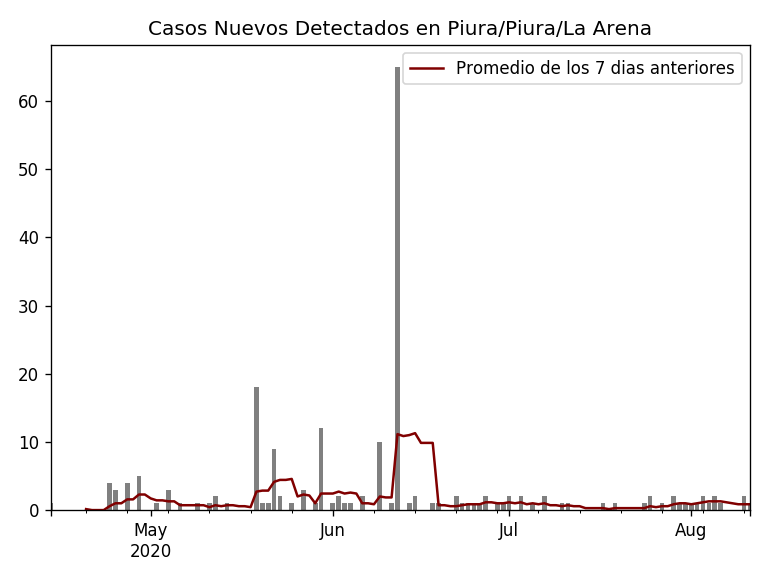 Casos Nuevos Detectados en Piura/Piura/La Arena
Promedio de los 7 dias anteriores
60
50
40
30
20
10
0
May Jun Jul Aug
2020